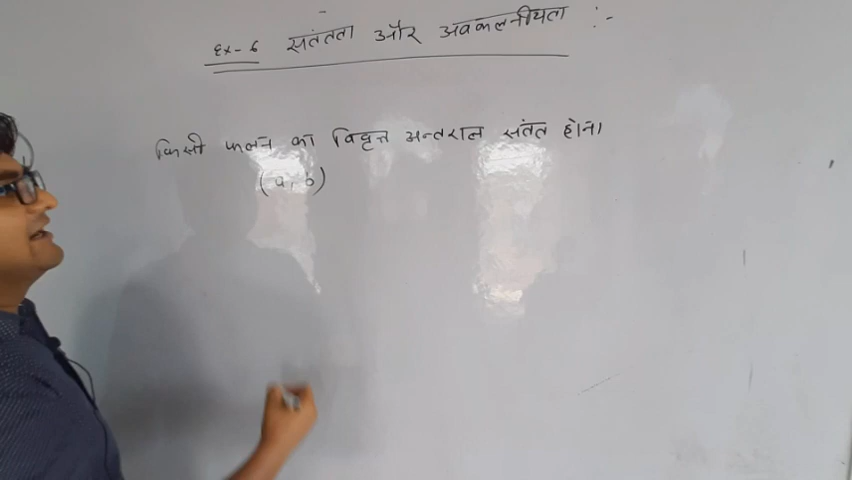 Ex-6 सतंतता और अवकलनीयता :-
किसी फलन का विवृत्त अन्तराल संतत होना
(a, b)